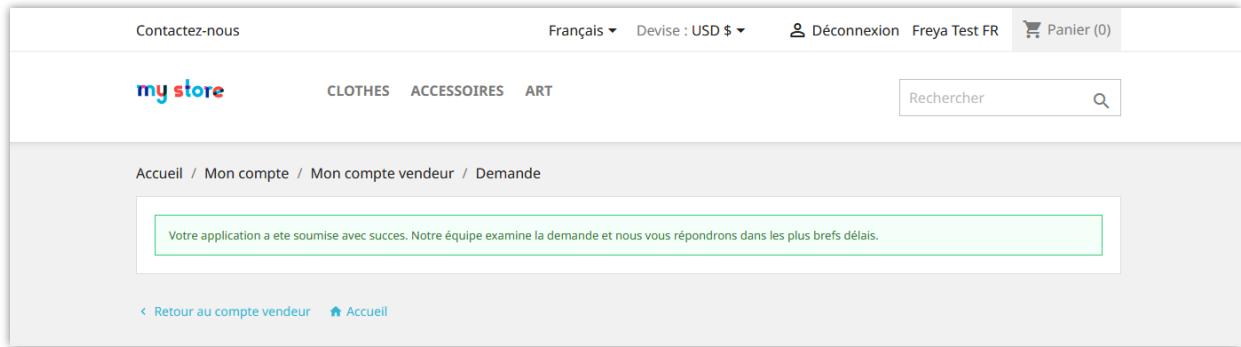 Contactez-nous Français Devise : USD $ Déconnexion Freya Test FR Panier (0)
my store CLOTHES ACCESSOIRES ART Rechercher
Accueil / Mon compte / Mon compte vendeur / Demande
Votre application a ete soumise avec succes. Notre équipe examine la demande et nous vous répondrons dans les plus brefs délais.
Retour au compte vendeur Accueil